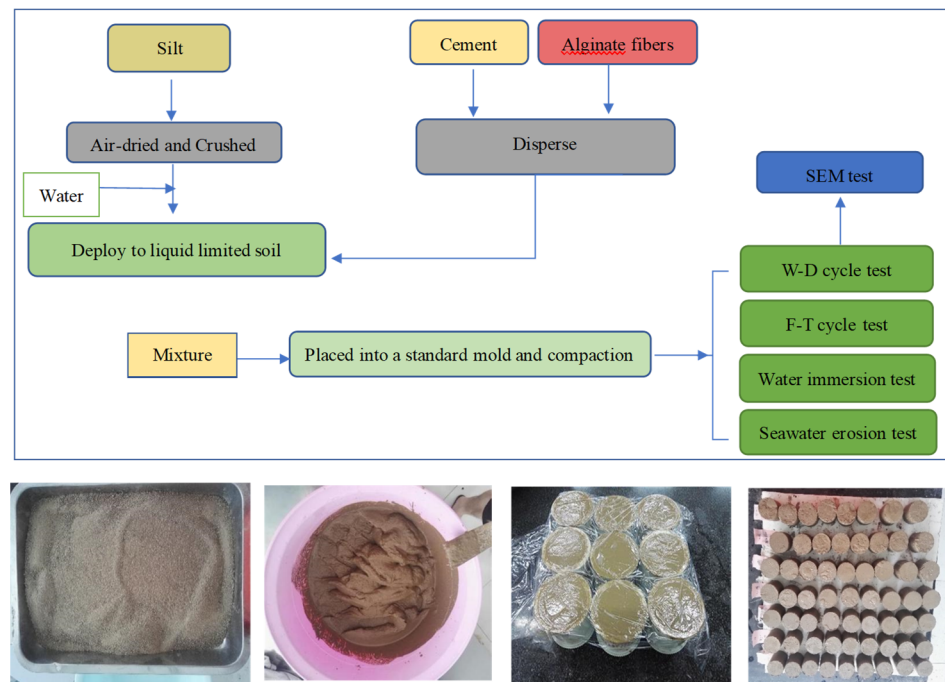 Silt
Cement
Alginate fibers
Air-dried and Crushed
Disperse
Water
SEM test
Deploy to liquid limited soil
W-D cycle test
F-T cycle test
Mixture
Placed into a standard mold and compaction
Water immersion test
Seawater erosion test